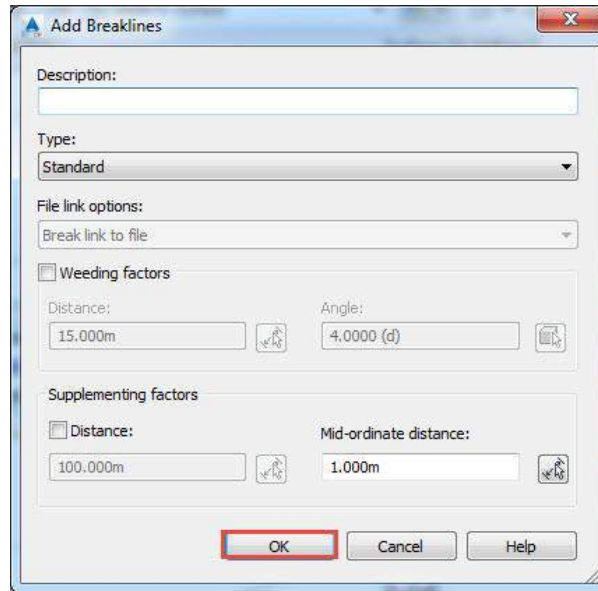 Add Breaklines
Description:
Type:
Standard
File link options:
Break link to file
Weeding factors
Distance: Angle:
15.000m 4.0000 (d)
Supplementing factors
Distance: Mid-ordinate distance:
100.000m 1.000m
OK Cancel Help